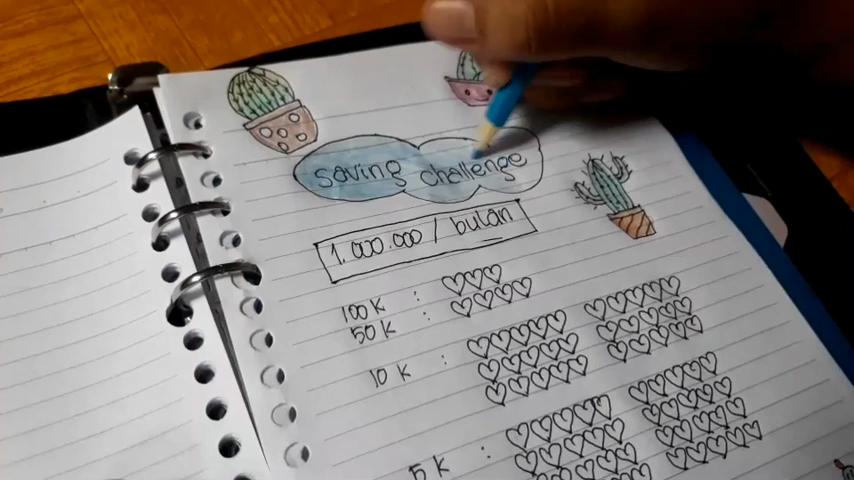 saving challenge
1.000.000 / bulan
100 K :
50 K :
10 K :
5 K :